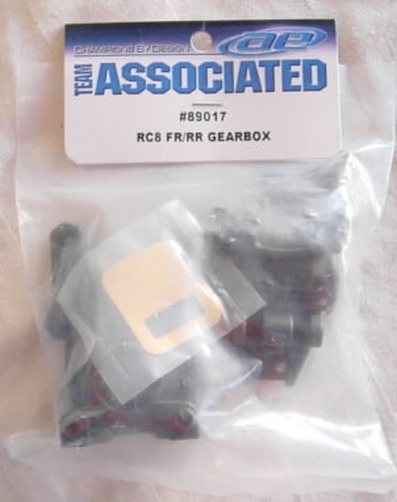 CHAMPIONS BY DESIGN
ae
TEAM
ASSOCIATED
#89017
RC8 FR/RR GEARBOX